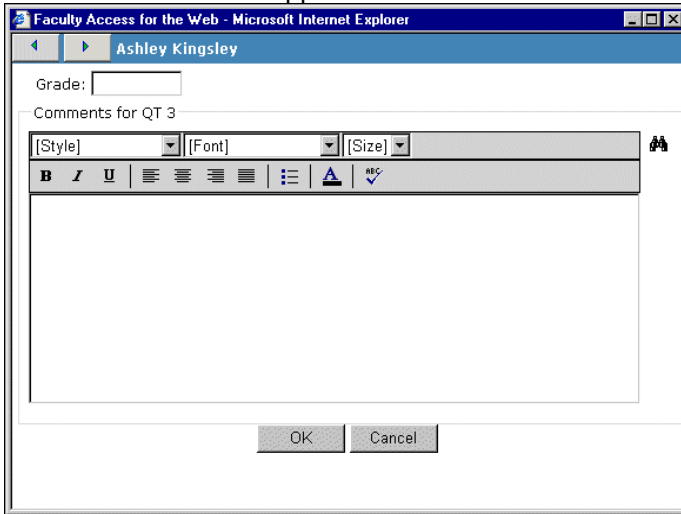 Faculty Access for the Web - Microsoft Internet Explorer
Ashley Kingsley
Grade:
Comments for QT 3
[Style] [Font] [Size]
B I U A ABC
OK Cancel